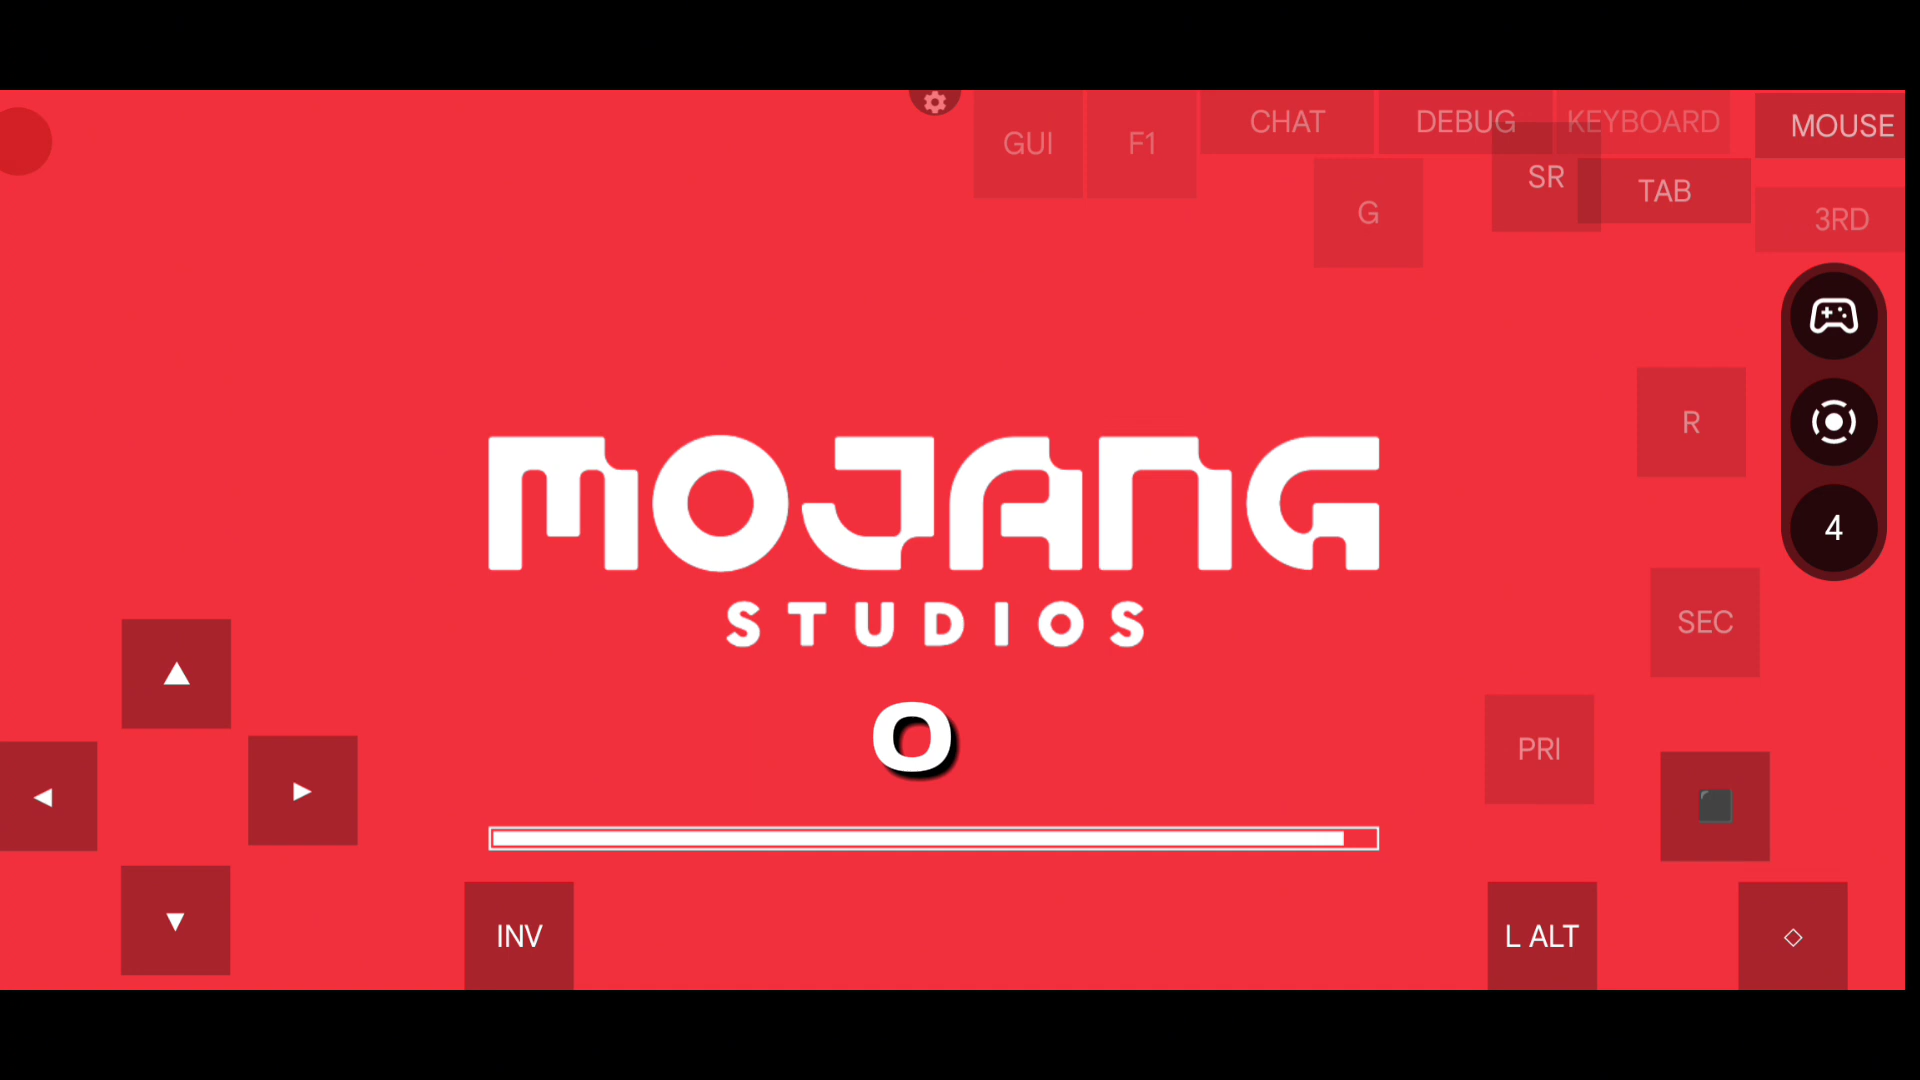 GUI
F1
CHAT
DEBUG
KEYBOARD
MOUSE
SR
TAB
G
3RD
R
4
MOJANG
STUDIOS
SEC
O
PRI
INV
L ALT